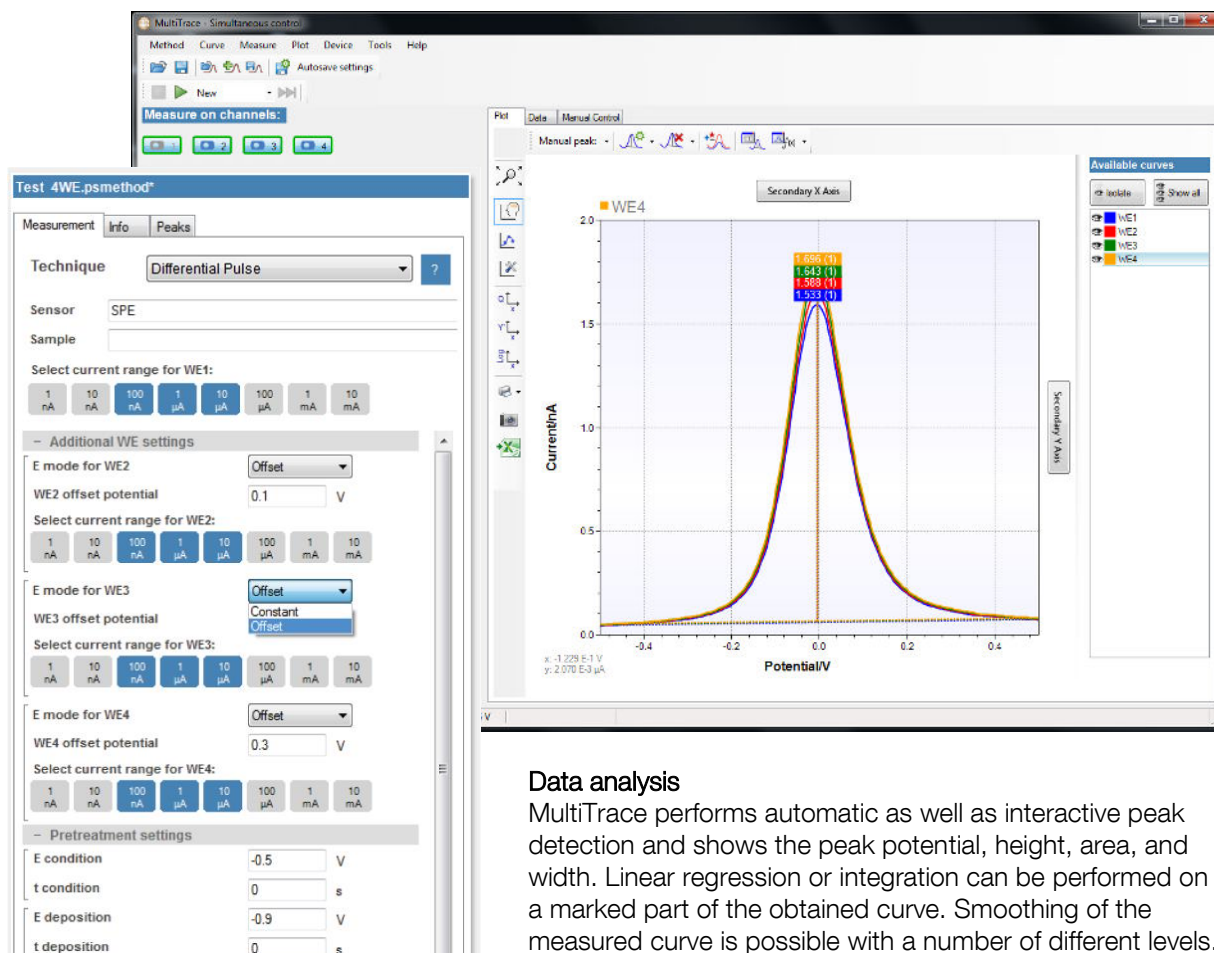 MultiTrace - Simultaneous control
Method Curve Measure Plot Device Tools Help
Autosave settings
New
Measure on channels:
1 2 3 4
Test 4WE.psmethod*
Measurement Info Peaks
Technique Differential Pulse ?
Sensor SPE
Sample
Select current range for WE1:
1 nA 10 nA 100 nA 1 µA 10 µA 100 µA 1 mA 10 mA
− Additional WE settings
E mode for WE2 Offset
WE2 offset potential 0.1 V
Select current range for WE2:
1 nA 10 nA 100 nA 1 µA 10 µA 100 µA 1 mA 10 mA
E mode for WE3 Offset
Constant
WE3 offset potential Offset
Select current range for WE3:
1 nA 10 nA 100 nA 1 µA 10 µA 100 µA 1 mA 10 mA
E mode for WE4 Offset
WE4 offset potential 0.3 V
Select current range for WE4:
1 nA 10 nA 100 nA 1 µA 10 µA 100 µA 1 mA 10 mA
− Pretreatment settings
E condition -0.5 V
t condition 0 s
E deposition -0.9 V
t deposition 0 s
Plot Data Manual Control
Manual peak:
Secondary X Axis
WE4
1.696 (1)
1.643 (1)
1.588 (1)
1.533 (1)
2.0
1.5
1.0
0.5
0.0
Current/nA
-0.4 -0.2 0.0 0.2 0.4
Potential/V
x: -1.229 E-1 V
y: 2.070 E-3 µA
Secondary Y Axis
Available curves
Isolate Show all
WE1
WE2
WE3
WE4
V
Data analysis
MultiTrace performs automatic as well as interactive peak
detection and shows the peak potential, height, area, and
width. Linear regression or integration can be performed on
a marked part of the obtained curve. Smoothing of the
measured curve is possible with a number of different levels.